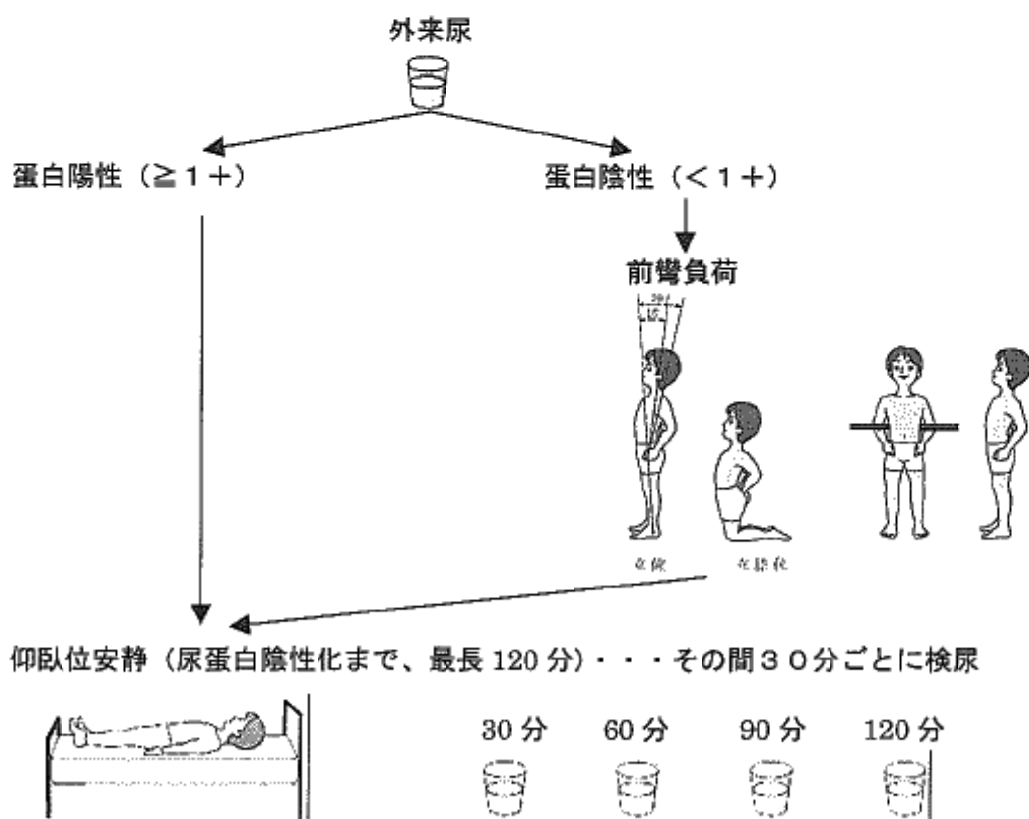 外来尿
蛋白陽性（≧１＋）
蛋白陰性（＜１＋）
前彎負荷
仰臥位安静（尿蛋白陰性化まで、最長 120 分）・・・その間３０分ごとに検尿
30 分
60 分
90 分
120 分